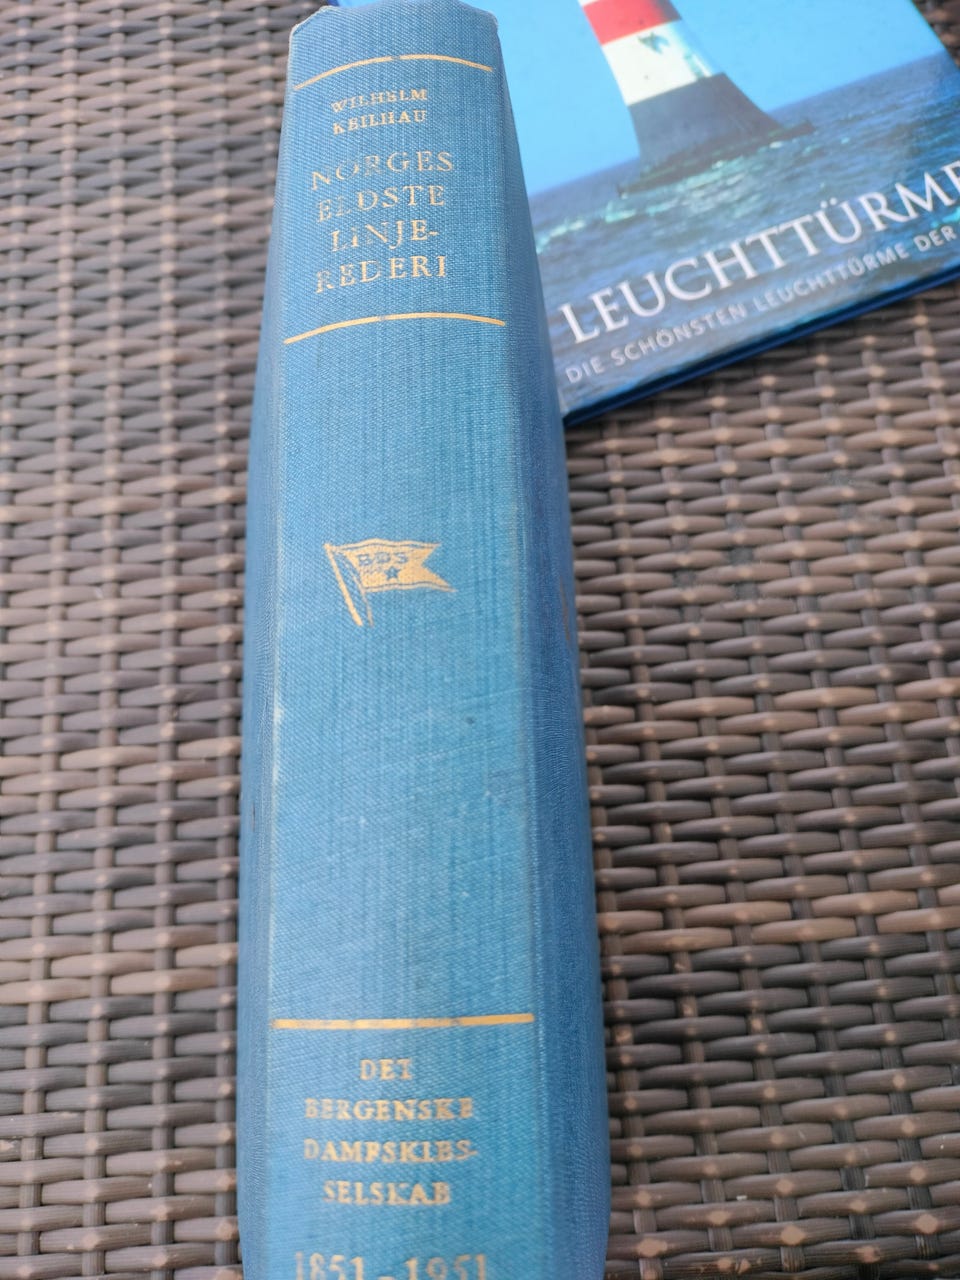 WILHELM
KEILHAU
NORGES
ELDSTE
LINJE-
REDERI
BDS
DET
BERGENSKE
DAMPSKIBS-
SELSKAB
1851-1951
LEUCHTTÜRME
DIE SCHÖNSTEN LEUCHTTÜRME DER